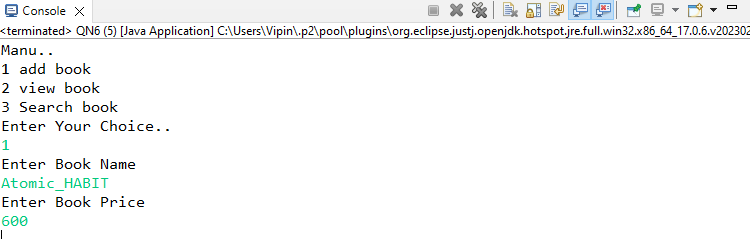 Console
<terminated> QN6 (5) [Java Application] C:\Users\Vipin\.p2\pool\plugins\org.eclipse.justj.openjdk.hotspot.jre.full.win32.x86_64_17.0.6.v202302
Manu..
1 add book
2 view book
3 Search book
Enter Your Choice..
1
Enter Book Name
Atomic_HABIT
Enter Book Price
600